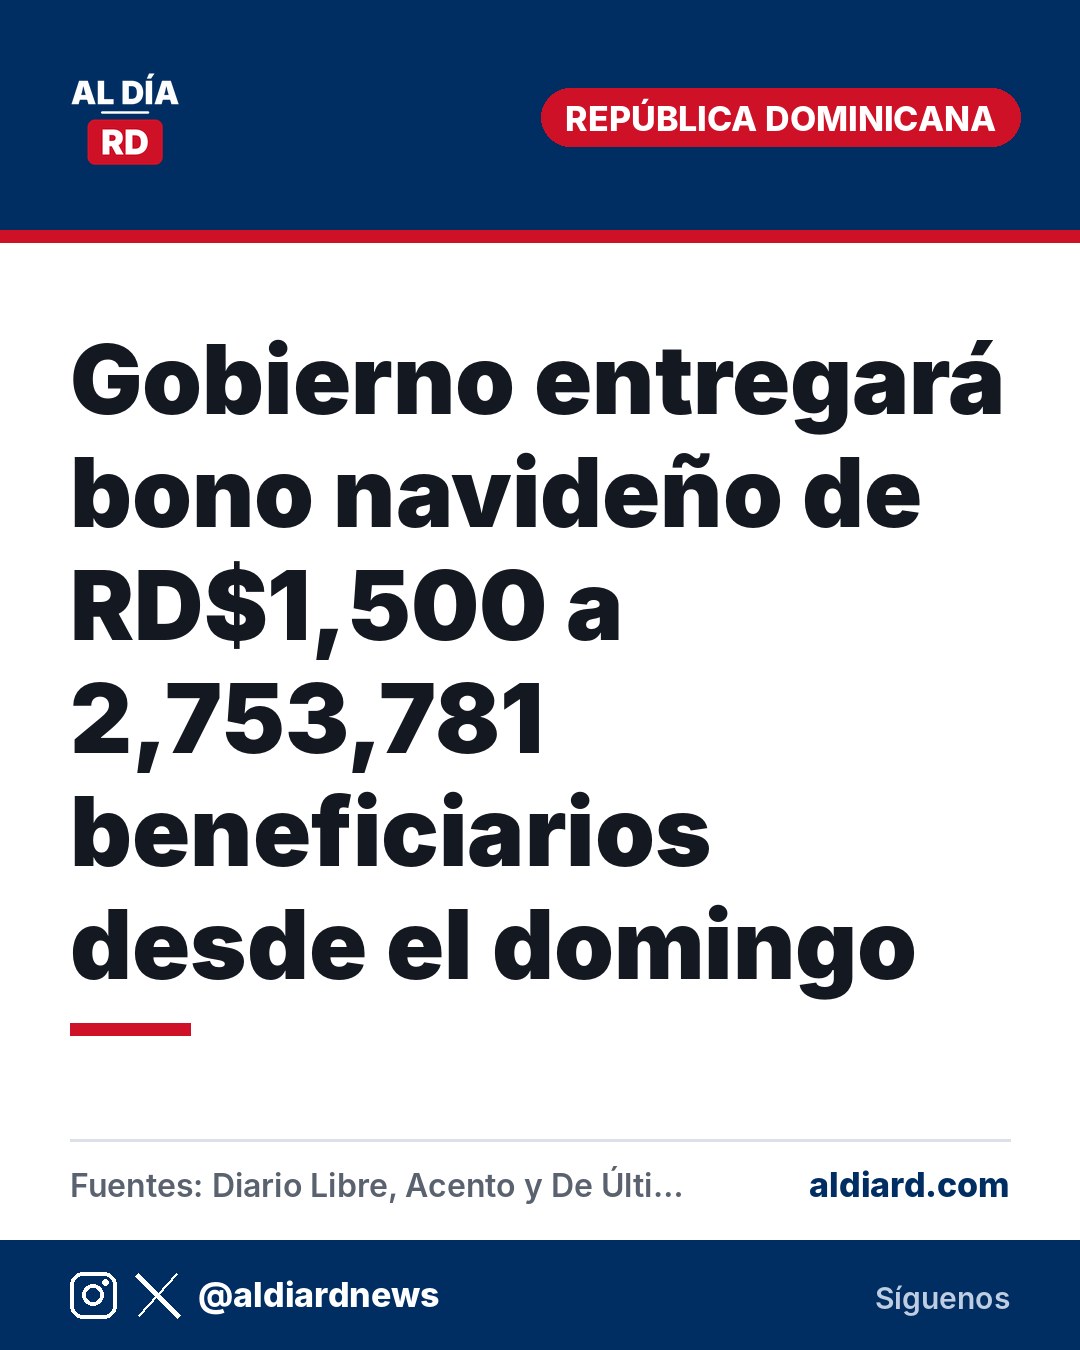 AL DÍA
RD
REPÚBLICA DOMINICANA
Gobierno entregará
bono navideño de
RD$1,500 a
2,753,781
beneficiarios
desde el domingo
Fuentes: Diario Libre, Acento y De Últi...
aldiard.com
@aldiardnews
Síguenos